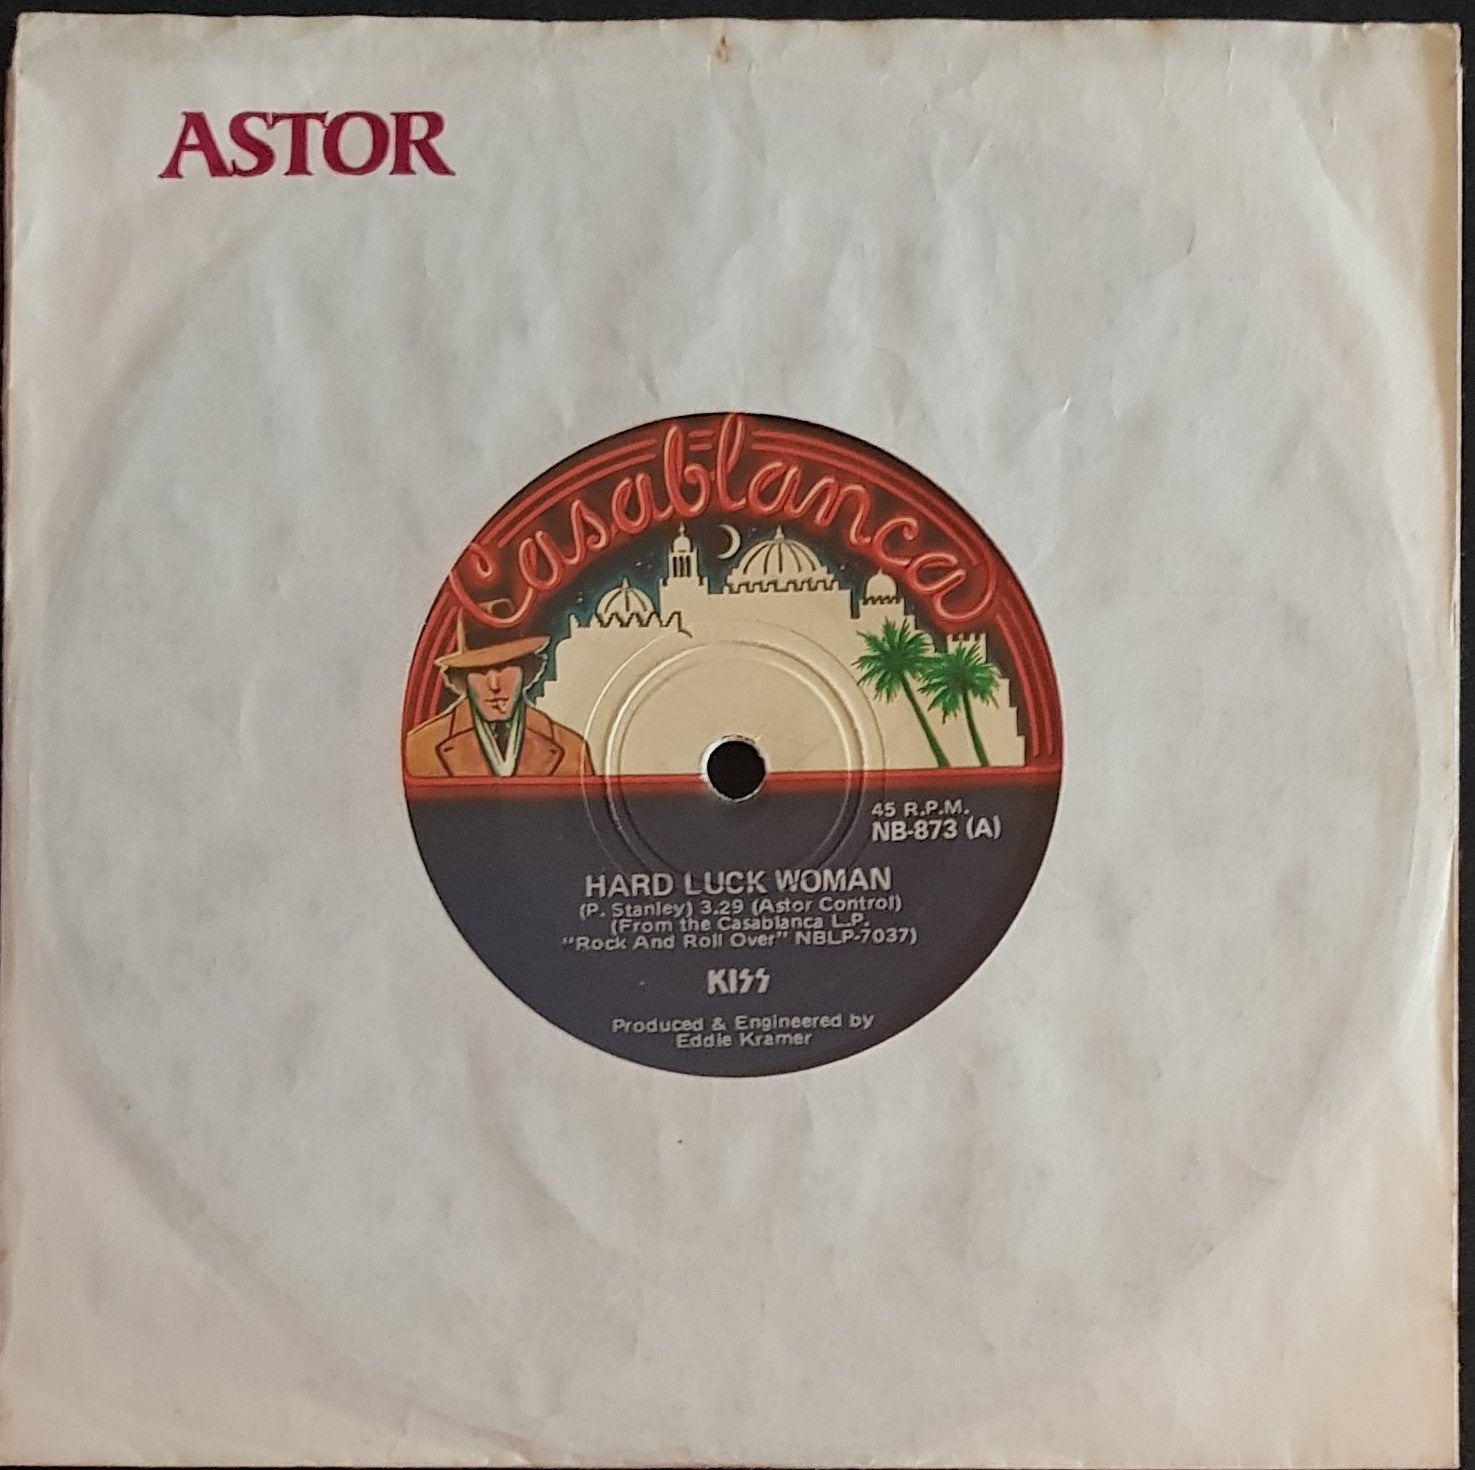 ASTOR
Casablanca
45 R.P.M.
NB-873 (A)
HARD LUCK WOMAN
(P. Stanley) 3.29 (Astor Control)
(From the Casablanca L.P.
"Rock And Roll Over" NBLP-7037)
KISS
Produced & Engineered by
Eddie Kramer